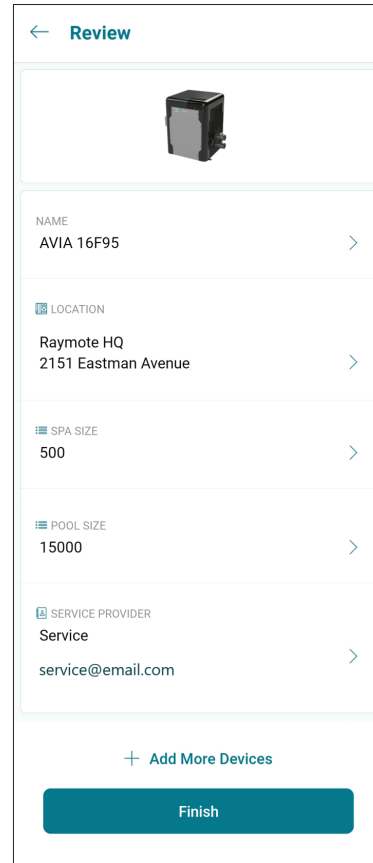 Review
NAME
AVIA 16F95
LOCATION
Raymote HQ
2151 Eastman Avenue
SPA SIZE
500
POOL SIZE
15000
SERVICE PROVIDER
Service
service@email.com
Add More Devices
Finish